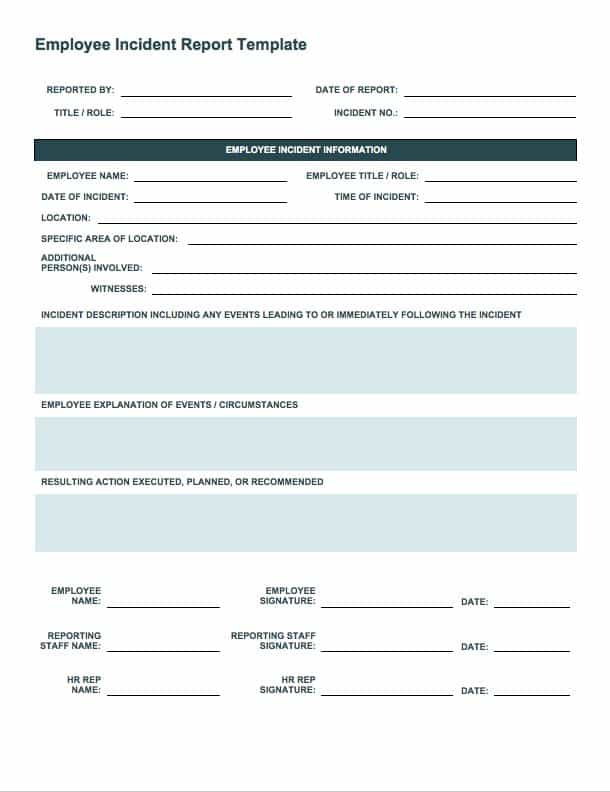 Employee Incident Report Template
REPORTED BY: DATE OF REPORT:
TITLE / ROLE: INCIDENT NO.:
EMPLOYEE INCIDENT INFORMATION
EMPLOYEE NAME: EMPLOYEE TITLE / ROLE:
DATE OF INCIDENT: TIME OF INCIDENT:
LOCATION:
SPECIFIC AREA OF LOCATION:
ADDITIONAL
PERSON(S) INVOLVED:
WITNESSES:
INCIDENT DESCRIPTION INCLUDING ANY EVENTS LEADING TO OR IMMEDIATELY FOLLOWING THE INCIDENT
EMPLOYEE EXPLANATION OF EVENTS / CIRCUMSTANCES
RESULTING ACTION EXECUTED, PLANNED, OR RECOMMENDED
EMPLOYEE EMPLOYEE
NAME: SIGNATURE: DATE:
REPORTING REPORTING STAFF
STAFF NAME: SIGNATURE: DATE:
HR REP HR REP
NAME: SIGNATURE: DATE: